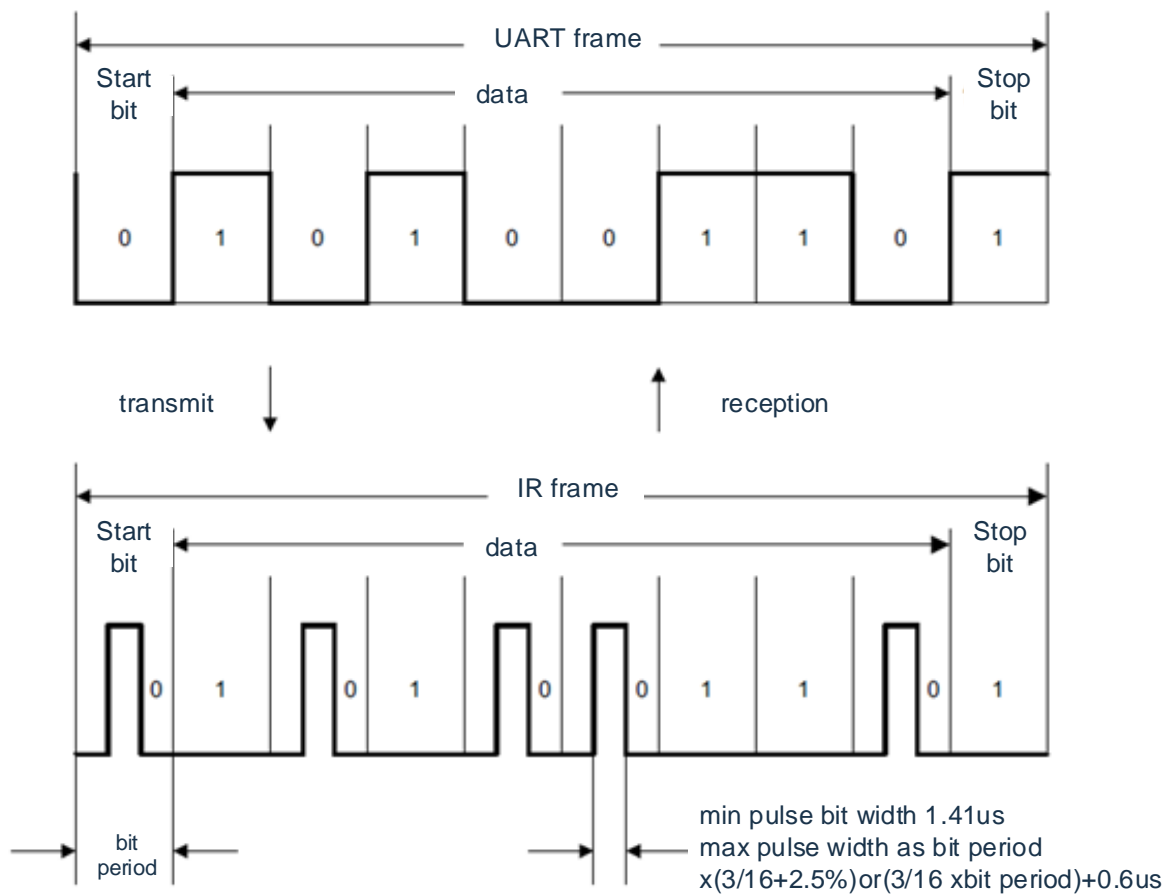 UART frame
Start
bit
data
Stop
bit
0 1 0 1 0 0 1 1 0 1
transmit
reception
IR frame
Start
bit
data
Stop
bit
0 1 0 1 0 0 1 1 0 1
bit
period
min pulse bit width 1.41us
max pulse width as bit period
x(3/16+2.5%)or(3/16 xbit period)+0.6us